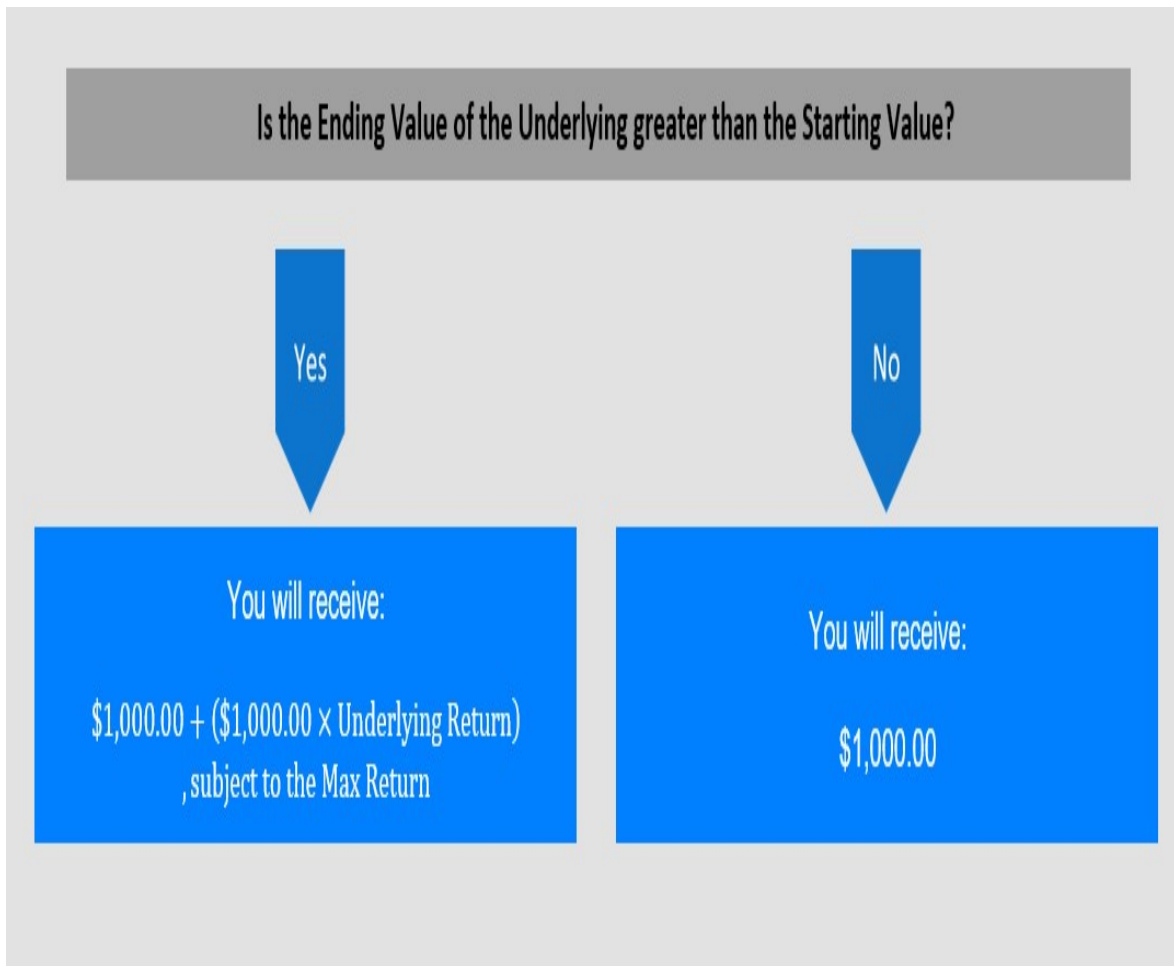 Is the Ending Value of the Underlying greater than the Starting Value?
Yes
No
You will receive:
$1,000.00 + ($1,000.00 × Underlying Return)
, subject to the Max Return
You will receive:
$1,000.00